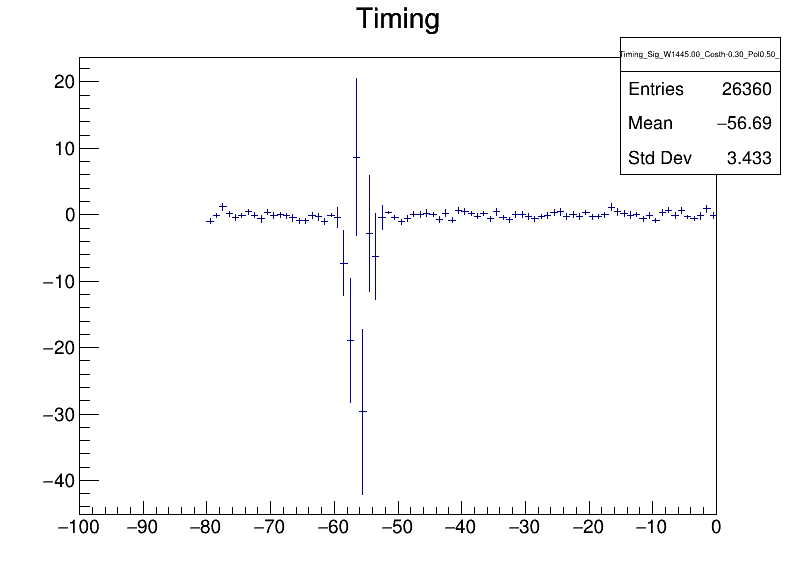 Timing
Timing_Sig_W1445.00_Costh-0.30_Pol0.50_
Entries 26360
Mean −56.69
Std Dev 3.433
20
10
0
−10
−20
−30
−40
−100 −90 −80 −70 −60 −50 −40 −30 −20 −10 0